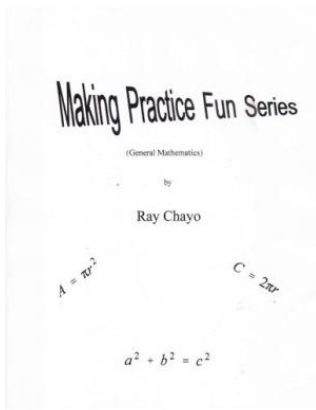 Making Practice Fun Series
(General Mathematics)
by
Ray Chayo
A = πr²
C = 2πr
a² + b² = c²